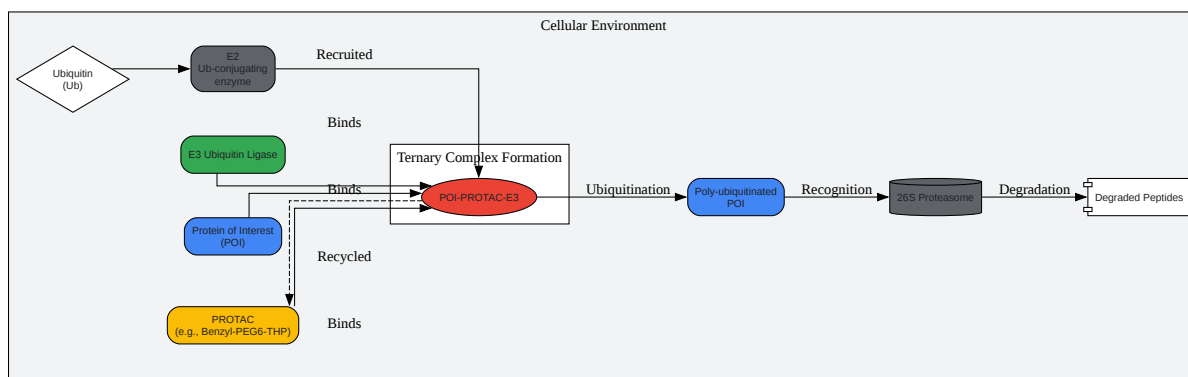 Cellular Environment
Ubiquitin
(Ub)
E2
Ub-conjugating
enzyme
Recruited
Binds
E3 Ubiquitin Ligase
Ternary Complex Formation
Binds
POI-PROTAC-E3
Ubiquitination
Poly-ubiquitinated
POI
Recognition
26S Proteasome
Degradation
Degraded Peptides
Protein of Interest
(POI)
Recycled
PROTAC
(e.g., Benzyl-PEG6-THP)
Binds